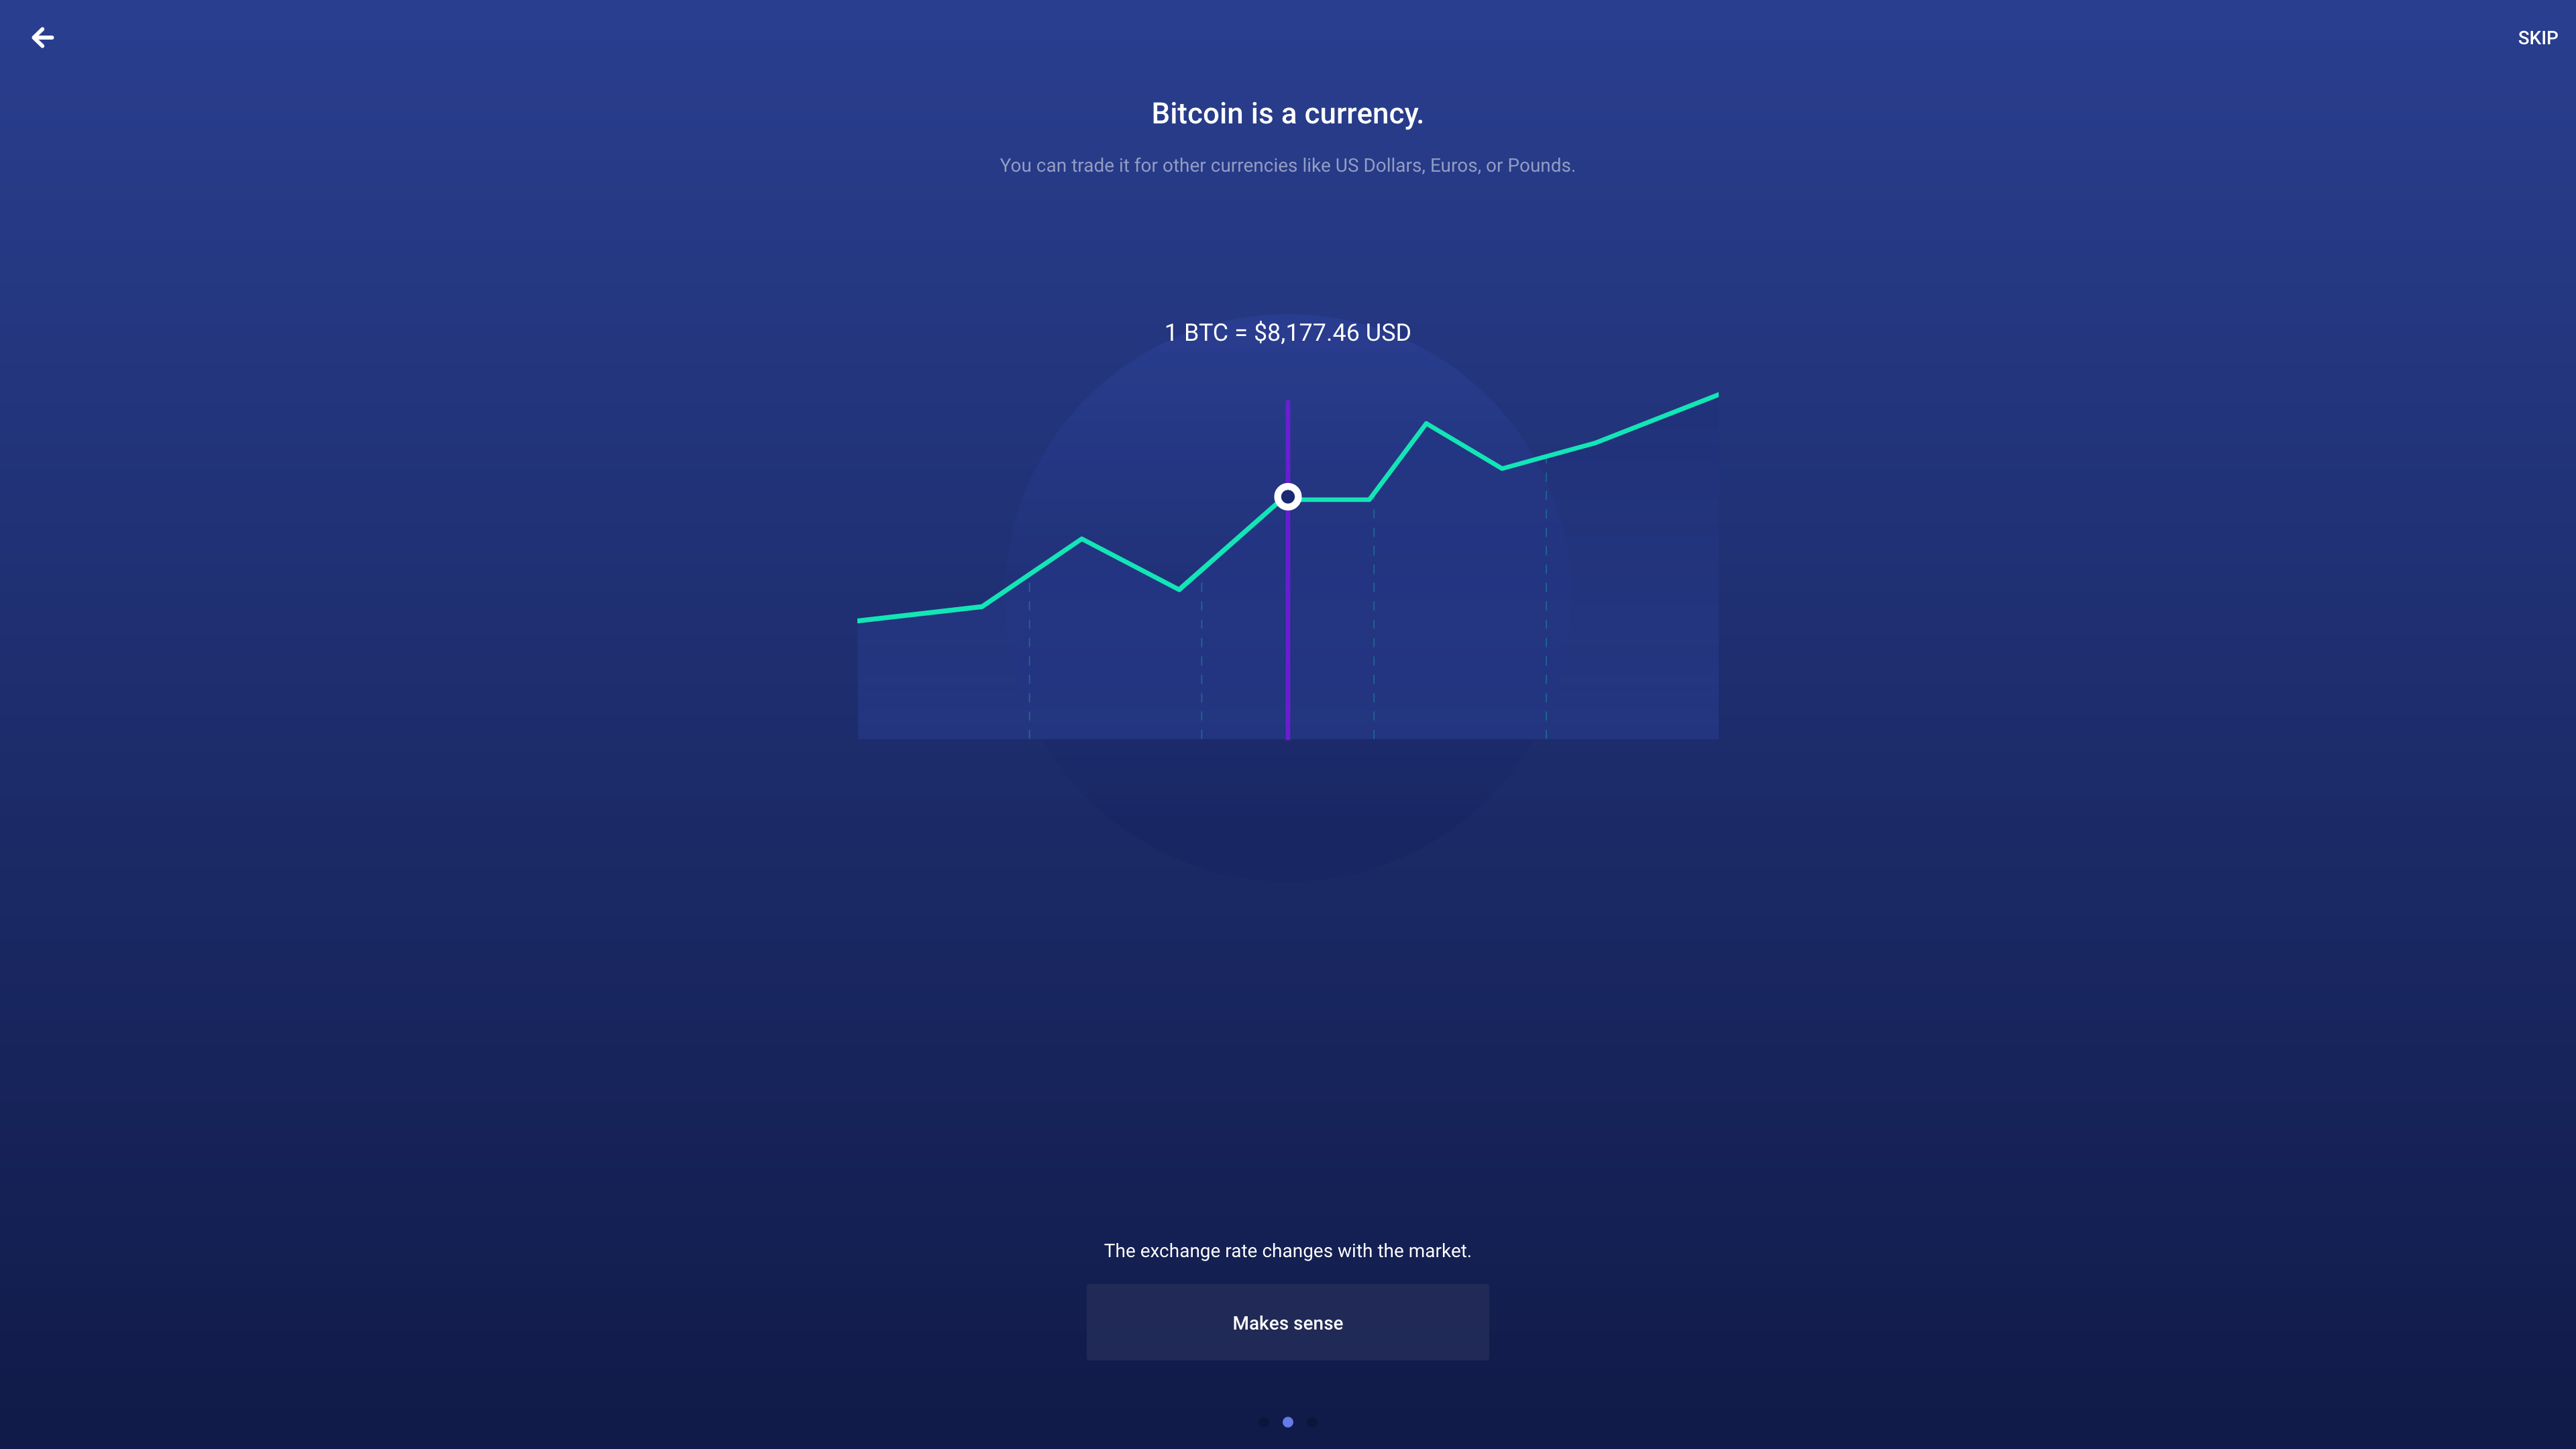 SKIP
Bitcoin is a currency.
You can trade it for other currencies like US Dollars, Euros, or Pounds.
1 BTC = $8,177.46 USD
The exchange rate changes with the market.
Makes sense